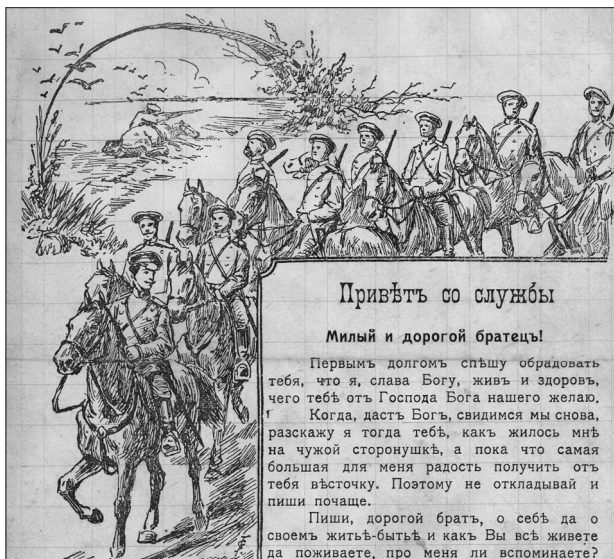 Привѣтъ со службы
Милый и дорогой братецъ!
Первымъ долгомъ спѣшу обрадовать
тебя, что я, слава Богу, живъ и здоровъ,
чего тебѣ отъ Господа Бога нашего желаю.
Когда, дастъ Богъ, свидимся мы снова,
разскажу я тогда тебѣ, какъ жилось мнѣ
на чужой сторонушкѣ, а пока что самая
большая для меня радость получить отъ
тебя вѣсточку. Поэтому не откладывай и
пиши почаще.
Пиши, дорогой братъ, о себѣ да о
своемъ житьѣ-бытьѣ и какъ Вы всѣ живете
да поживаете, про меня ли вспоминаете?